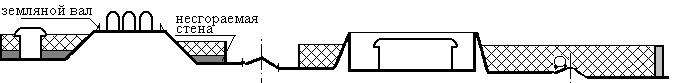 земляной вал
несгораемая
стена